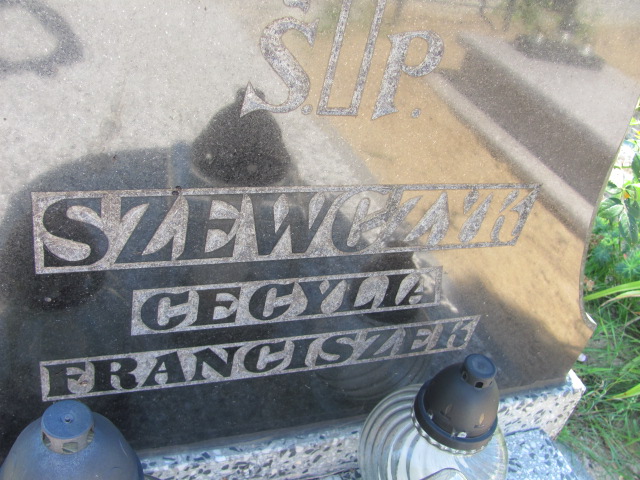 Ś. P.
SZEWCZYK
CECYLIA
FRANCISZEK